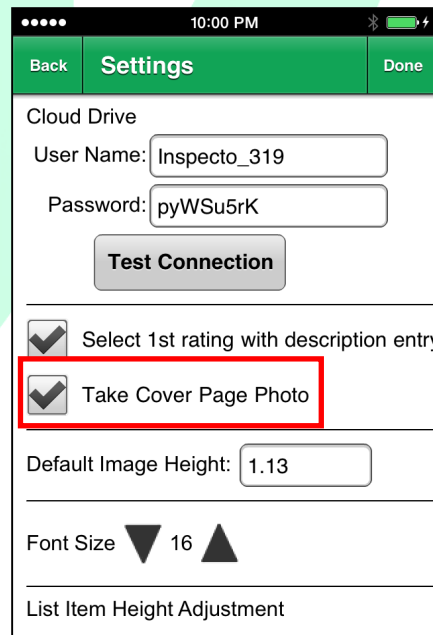 10:00 PM
Back Settings Done
Cloud Drive
User Name: Inspecto_319
Password: pyWSu5rK
Test Connection
Select 1st rating with description entry
Take Cover Page Photo
Default Image Height: 1.13
Font Size 16
List Item Height Adjustment